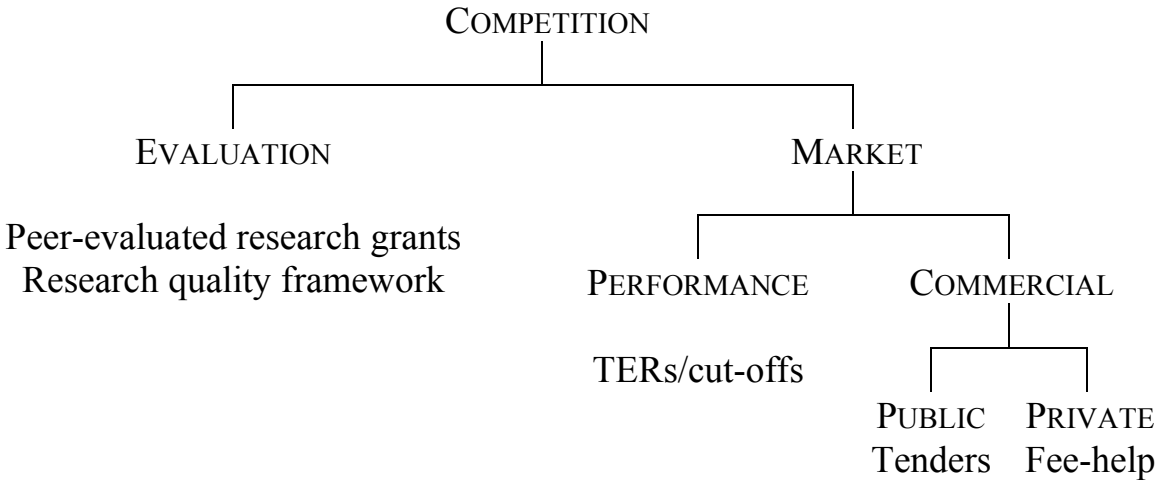 COMPETITION
EVALUATION
MARKET
Peer-evaluated research grants
Research quality framework
PERFORMANCE
COMMERCIAL
TERs/cut-offs
PUBLIC
PRIVATE
Tenders
Fee-help